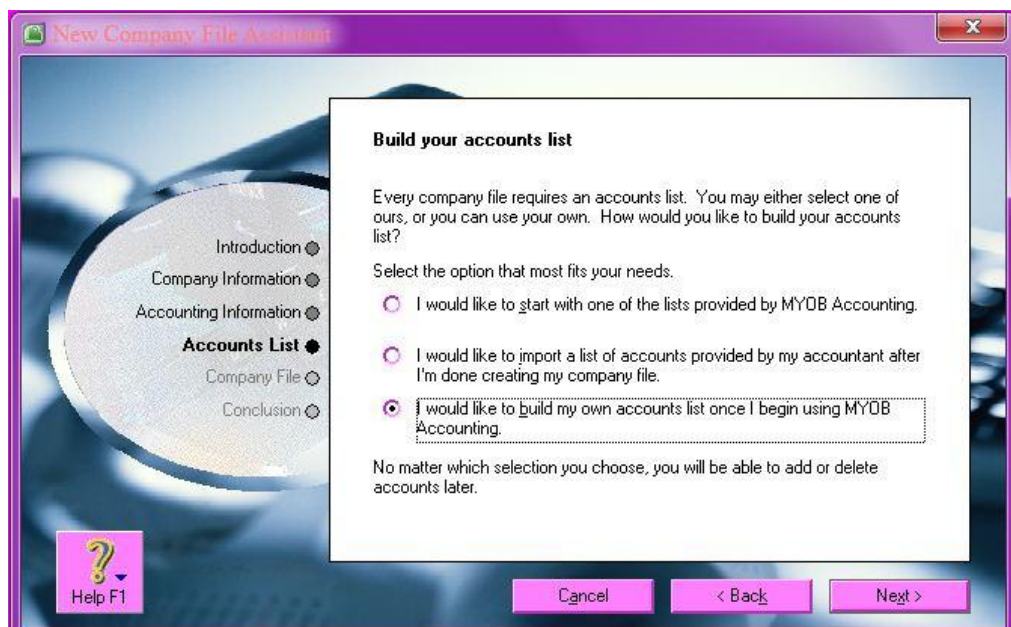 New Company File Assistant
Build your accounts list
Every company file requires an accounts list. You may either select one of
ours, or you can use your own. How would you like to build your accounts
list?
Select the option that most fits your needs.
I would like to start with one of the lists provided by MYOB Accounting.
I would like to import a list of accounts provided by my accountant after
I'm done creating my company file.
I would like to build my own accounts list once I begin using MYOB
Accounting.
No matter which selection you choose, you will be able to add or delete
accounts later.
Introduction
Company Information
Accounting Information
Accounts List
Company File
Conclusion
Help F1
Cancel
< Back
Next >